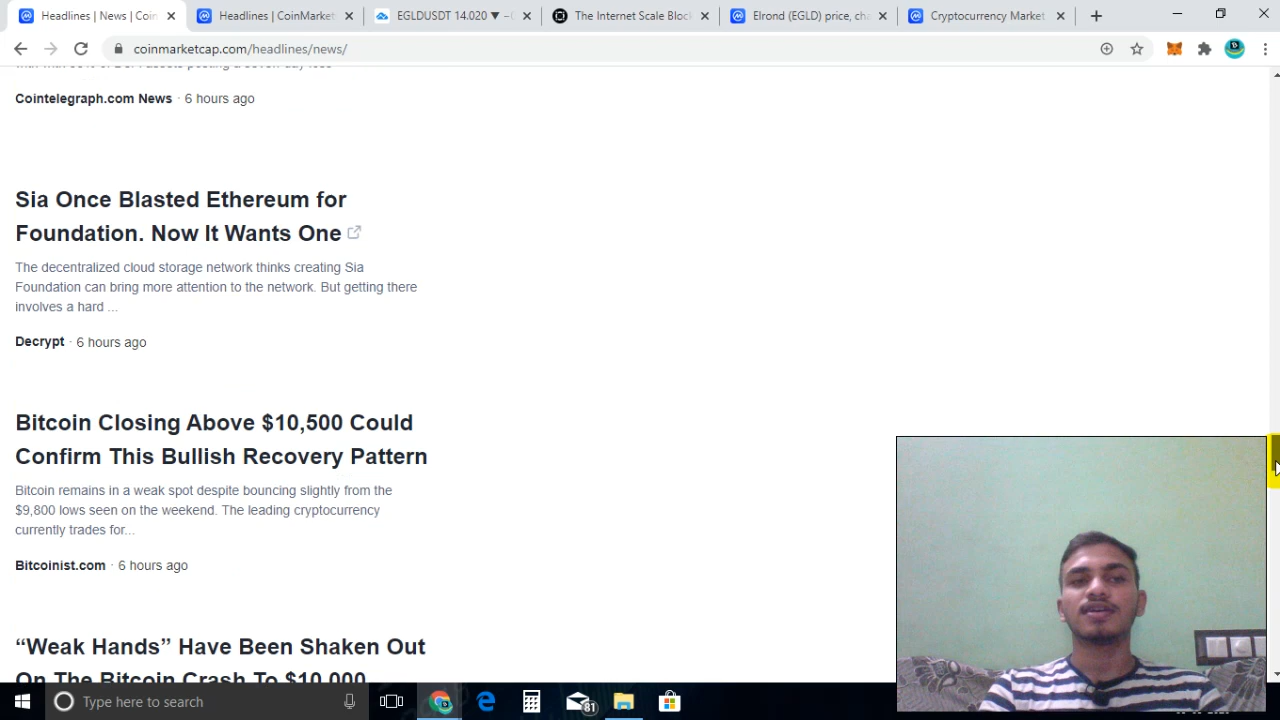 Headlines | News | Coin
Headlines | CoinMarket
EGLDUSDT 14.020 ▼
The Internet Scale Block
Elrond (EGLD) price, cha
Cryptocurrency Market
coinmarketcap.com/headlines/news/
Cointelegraph.com News · 6 hours ago
Sia Once Blasted Ethereum for
Foundation. Now It Wants One
The decentralized cloud storage network thinks creating Sia
Foundation can bring more attention to the network. But getting there
involves a hard ...
Decrypt · 6 hours ago
Bitcoin Closing Above $10,500 Could
Confirm This Bullish Recovery Pattern
Bitcoin remains in a weak spot despite bouncing slightly from the
$9,800 lows seen on the weekend. The leading cryptocurrency
currently trades for...
Bitcoinist.com · 6 hours ago
“Weak Hands” Have Been Shaken Out
On The Bitcoin Crash To $10,000
Type here to search
81